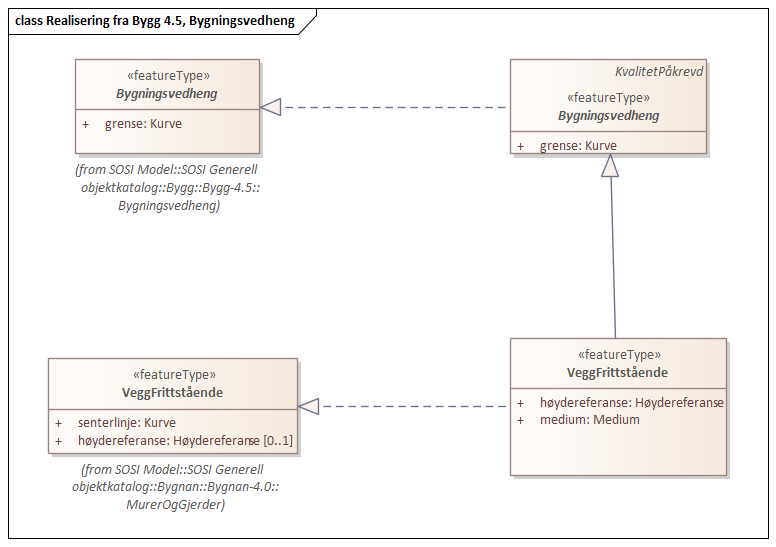 class Realisering fra Bygg 4.5, Bygningsvedheng
«featureType»
Bygningsvedheng
+ grense: Kurve
(from SOSI Model::SOSI Generell
objektkatalog::Bygg::Bygg-4.5::
Bygningsvedheng)
KvalitetPåkrevd
«featureType»
Bygningsvedheng
+ grense: Kurve
«featureType»
VeggFrittstående
+ senterlinje: Kurve
+ høydereferanse: Høydereferanse [0..1]
(from SOSI Model::SOSI Generell
objektkatalog::Bygnan::Bygnan-4.0::
MurerOgGjerder)
«featureType»
VeggFrittstående
+ høydereferanse: Høydereferanse
+ medium: Medium